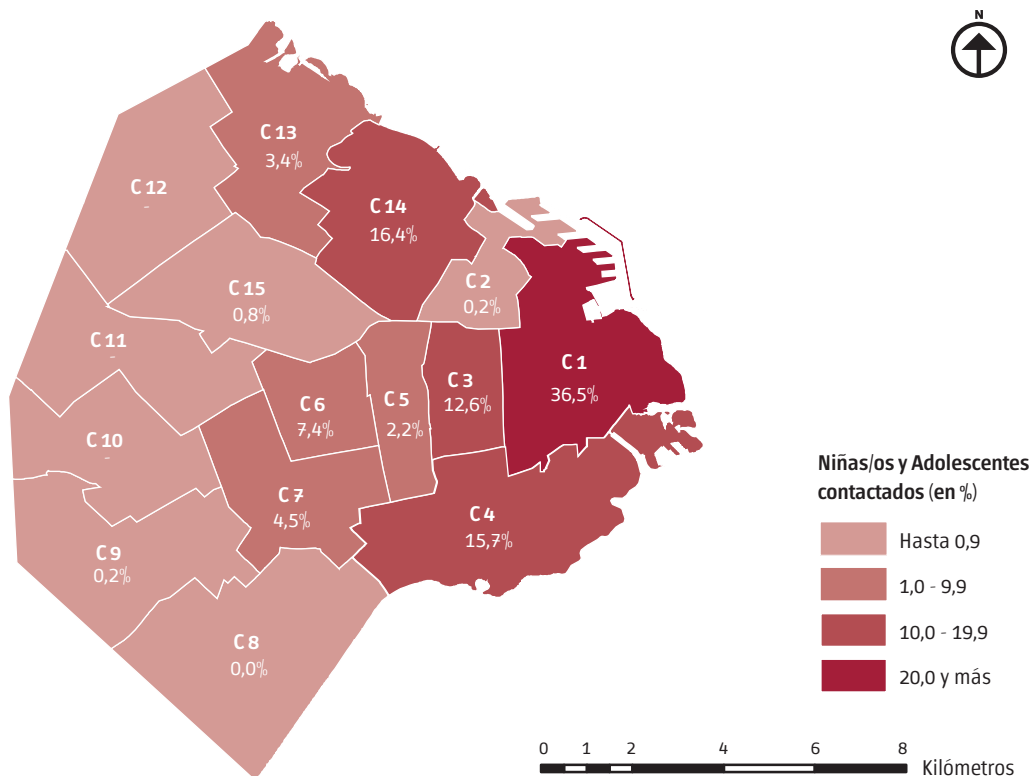 N
C 13
3,4%
C 12
-
C 14
16,4%
C 2
0,2%
C 15
0,8%
C 11
-
C 1
36,5%
C 3
12,6%
C 5
2,2%
C 6
7,4%
C 10
-
C 7
4,5%
C 4
15,7%
C 9
0,2%
C 8
0,0%
Niñas/os y Adolescentes
contactados (en %)
Hasta 0,9
1,0 - 9,9
10,0 - 19,9
20,0 y más
0 1 2 4 6 8
Kilómetros